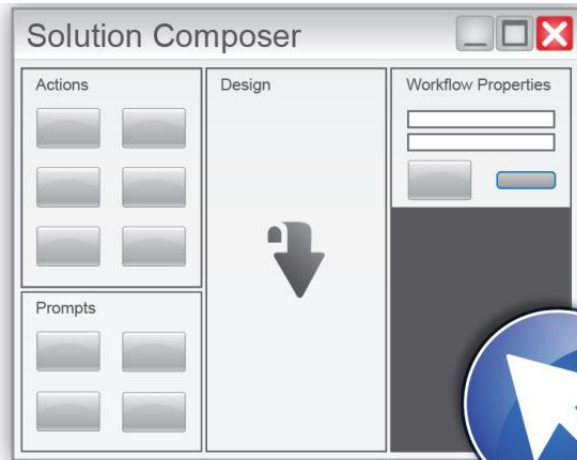 Solution Composer
Actions
Design
Workflow Properties
Prompts